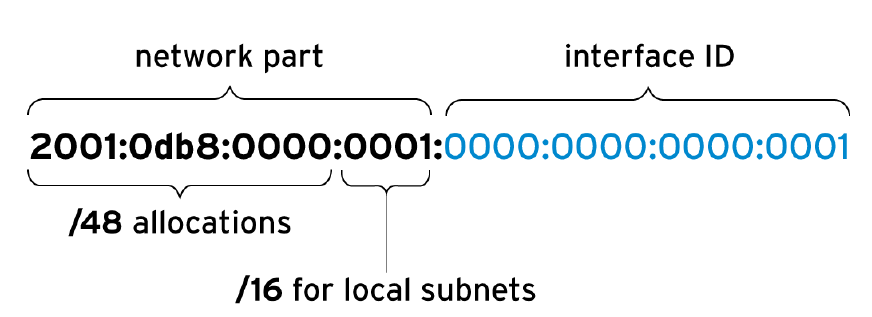 network part
interface ID
2001:0db8:0000:0001:0000:0000:0000:0001
/48 allocations
/16 for local subnets